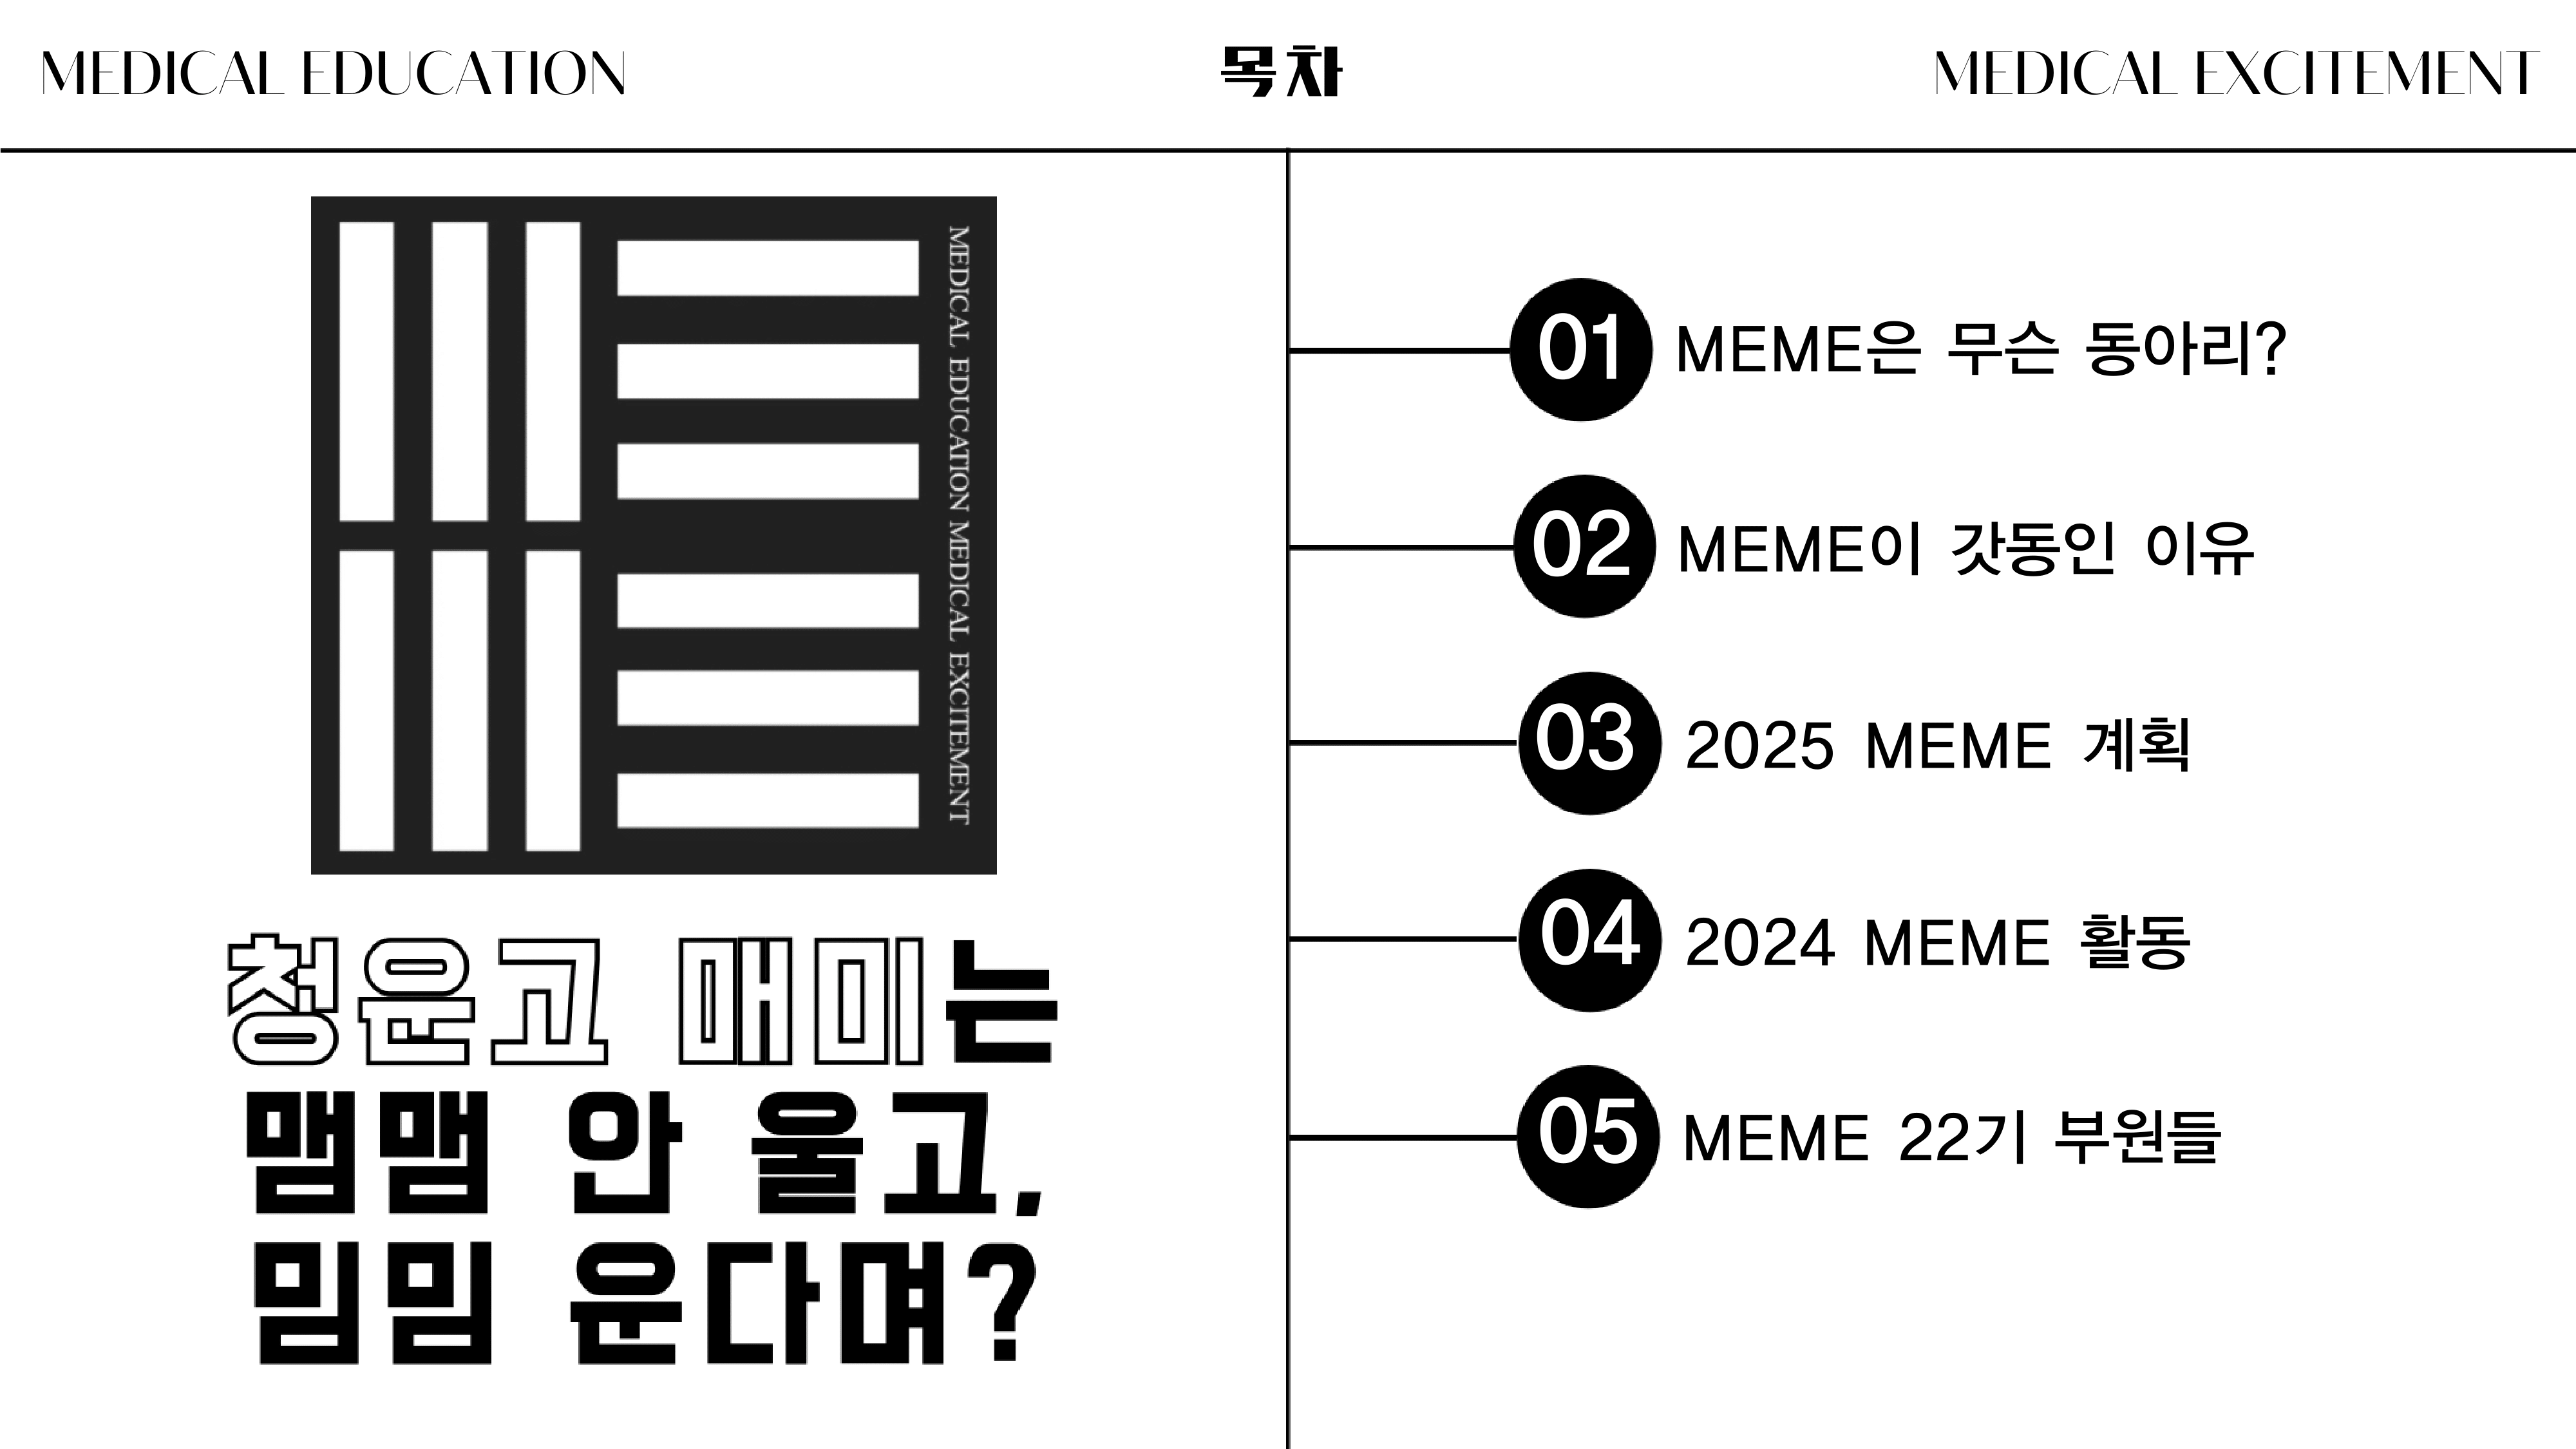 MEDICAL EDUCATION
목차
MEDICAL EXCITEMENT
MEDICAL EDUCATION MEDICAL EXCITEMENT
청운고 매미는
맴맴 안 울고,
밈밈 운다며?
01 MEME은 무슨 동아리?
02 MEME이 갓동인 이유
03 2025 MEME 계획
04 2024 MEME 활동
05 MEME 22기 부원들